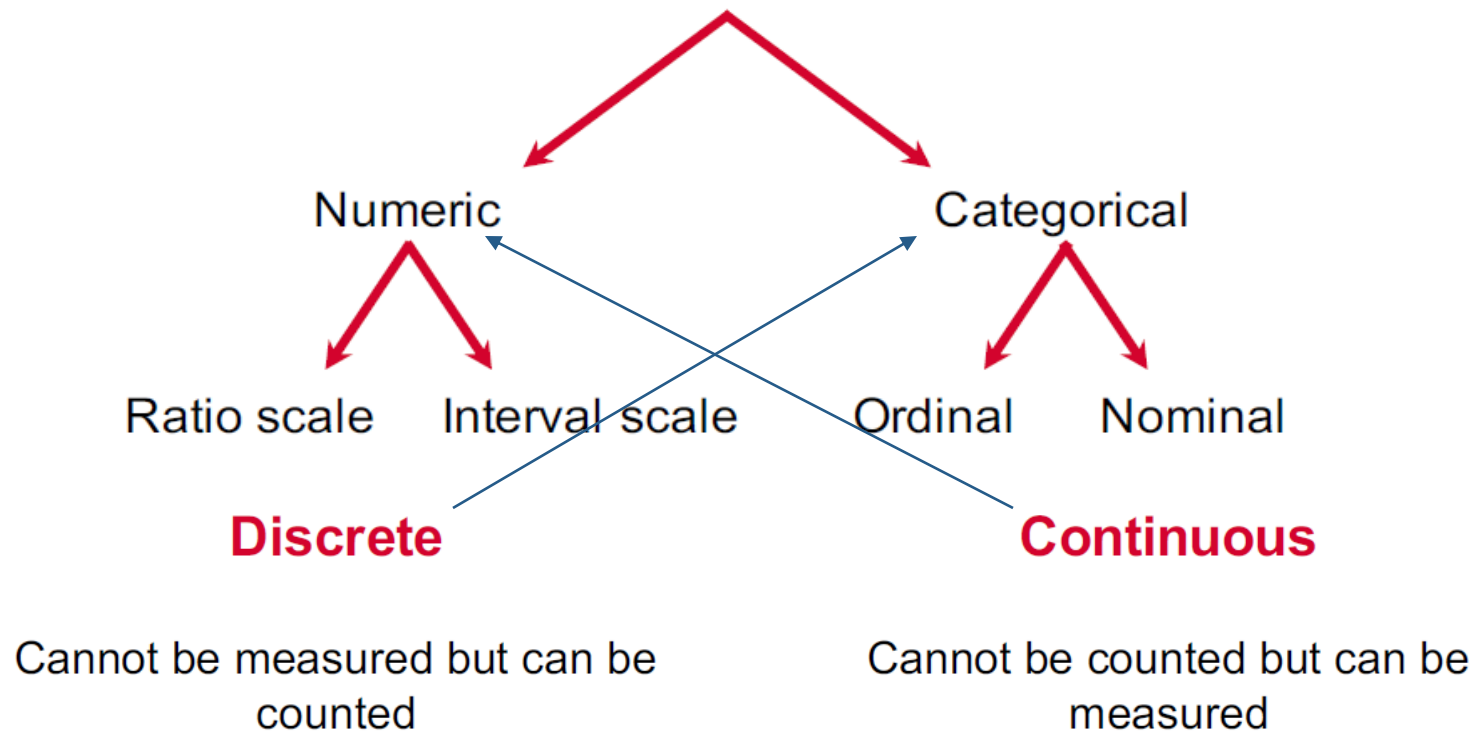 Numeric
Categorical
Ratio scale
Interval scale
Ordinal
Nominal
Discrete
Continuous
Cannot be measured but can be
counted
Cannot be counted but can be
measured